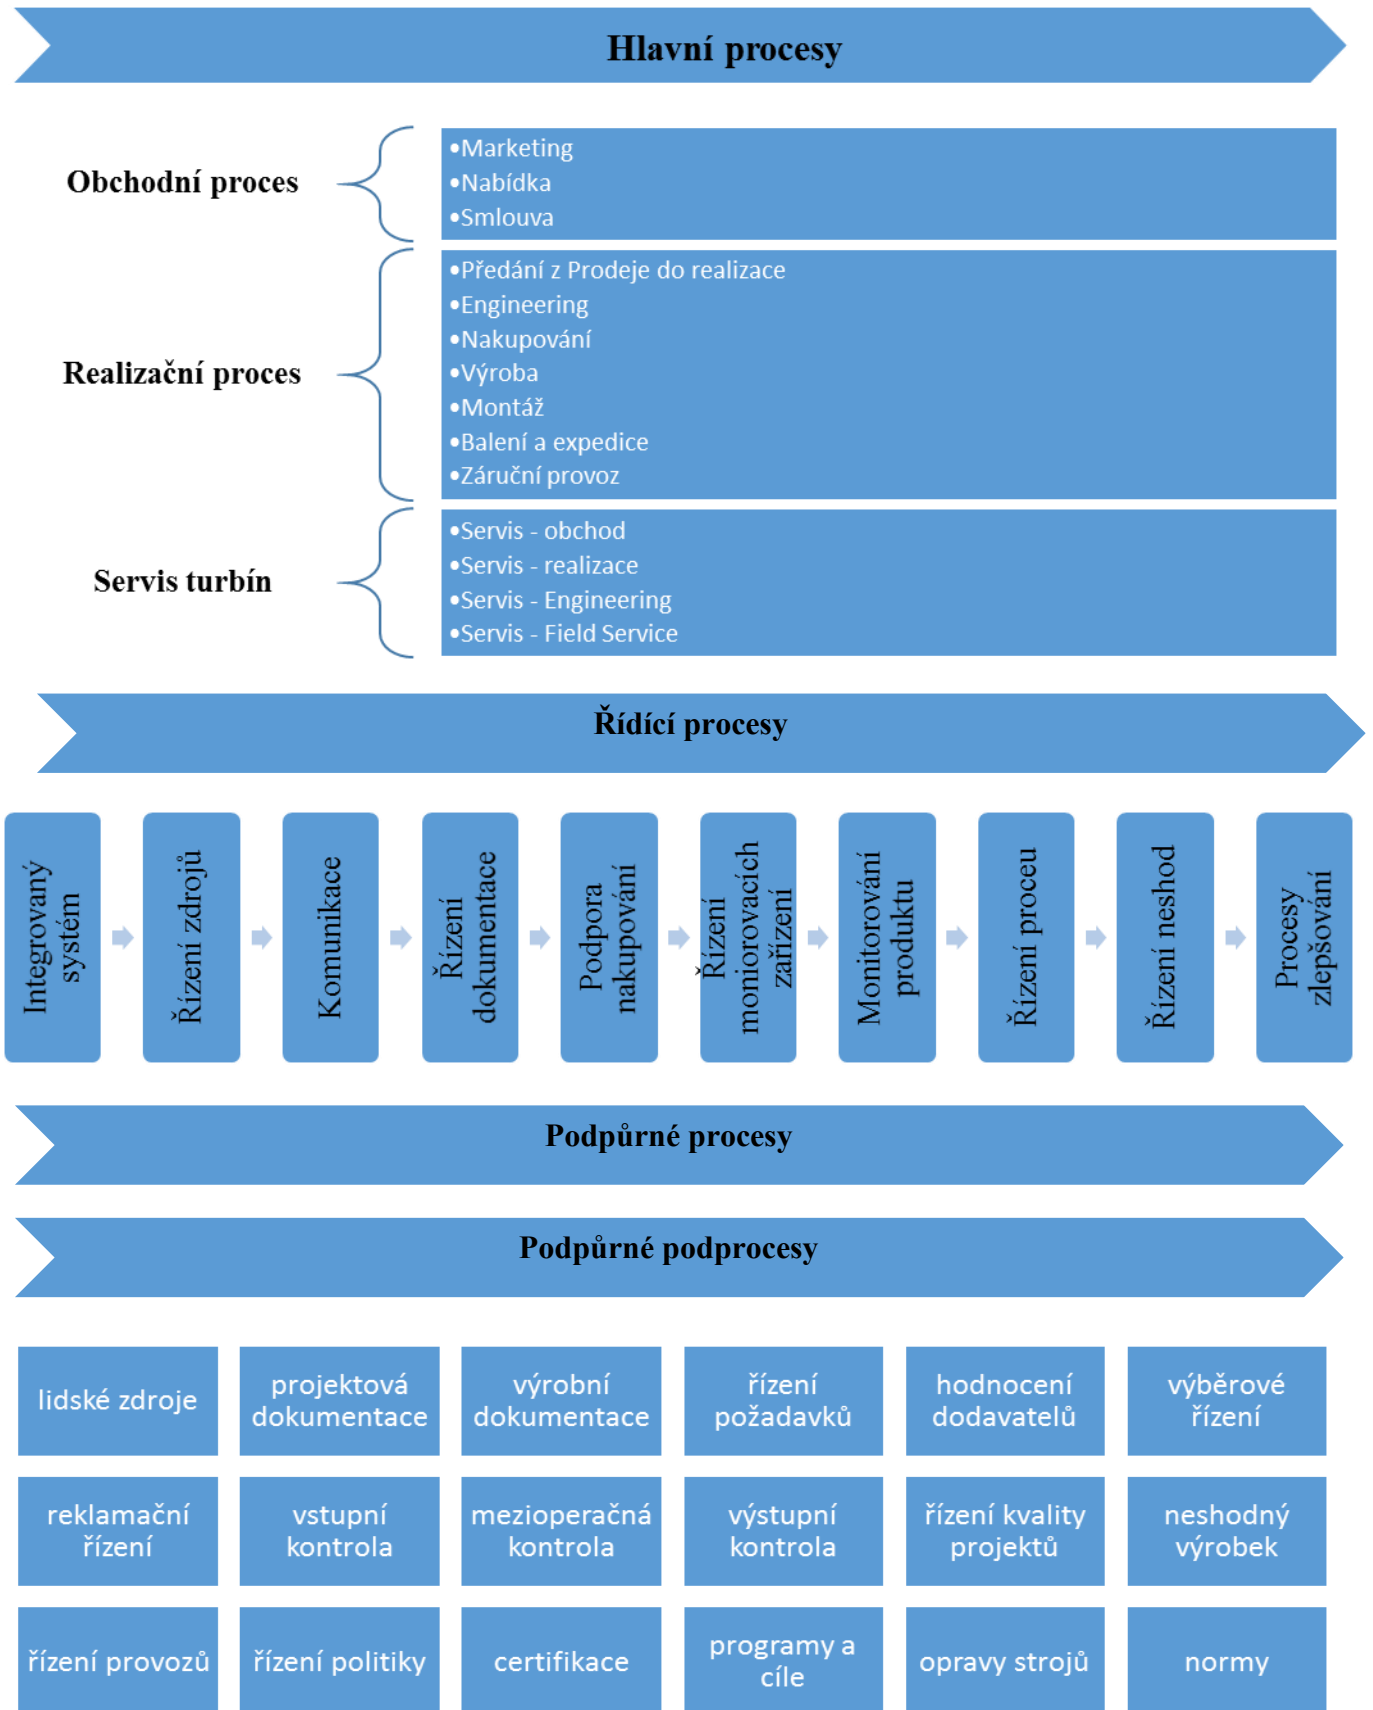 Hlavní procesy
Obchodní proces
•Marketing
•Nabídka
•Smlouva
Realizační proces
•Předání z Prodeje do realizace
•Engineering
•Nakupování
•Výroba
•Montáž
•Balení a expedice
•Záruční provoz
Servis turbín
•Servis - obchod
•Servis - realizace
•Servis - Engineering
•Servis - Field Service
Řídící procesy
Integrovaný
systém
Řízení zdrojů
Komunikace
Řízení
dokumentace
Podpora
nakupování
Řízení
moniorovacích
zařízení
Monitorování
produktu
Řízení proceu
Řízení neshod
Procesy
zlepšování
Podpůrné procesy
Podpůrné podprocesy
lidské zdroje
projektová
dokumentace
výrobní
dokumentace
řízení
požadavků
hodnocení
dodavatelů
výběrové
řízení
reklamační
řízení
vstupní
kontrola
mezioperačná
kontrola
výstupní
kontrola
řízení kvality
projektů
neshodný
výrobek
řízení provozů
řízení politiky
certifikace
programy a
cíle
opravy strojů
normy